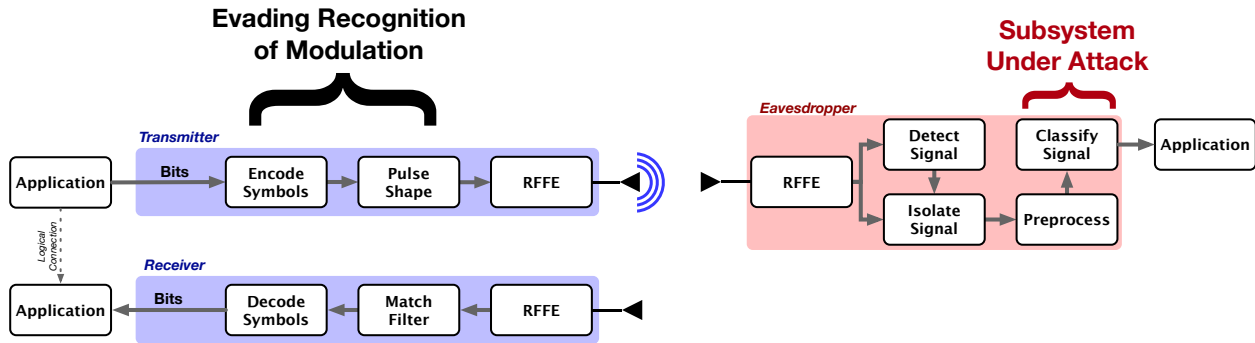 Evading Recognition
of Modulation
Subsystem
Under Attack
Transmitter
Application
Bits
Encode
Symbols
Pulse
Shape
RFFE
Logical
Connection
Receiver
Application
Bits
Decode
Symbols
Match
Filter
RFFE
Eavesdropper
RFFE
Detect
Signal
Isolate
Signal
Classify
Signal
Preprocess
Application